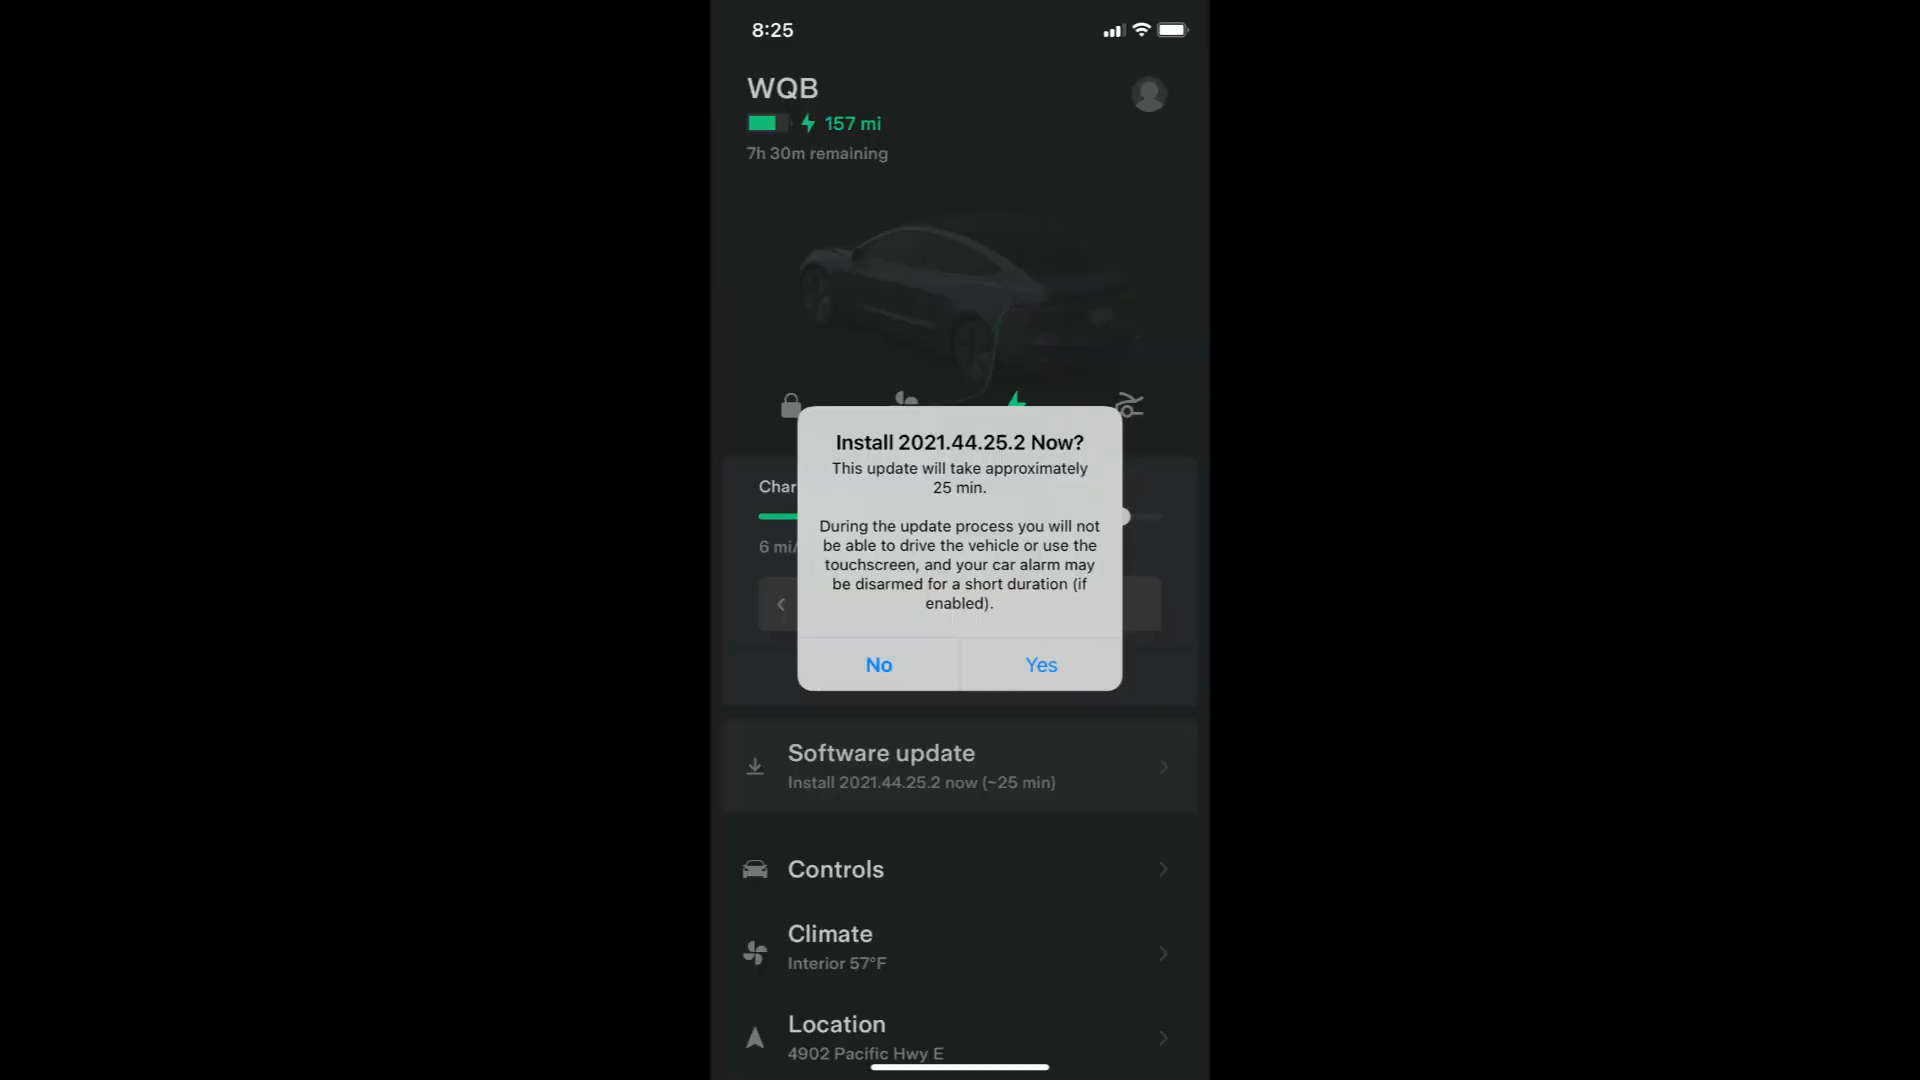 8:25
WQB
157 mi
7h 30m remaining
Install 2021.44.25.2 Now?
This update will take approximately
25 min.
Char
During the update process you will not
be able to drive the vehicle or use the
touchscreen, and your car alarm may
be disarmed for a short duration (if
enabled).
6 mi/
No
Yes
Software update
Install 2021.44.25.2 now (~25 min)
Controls
Climate
Interior 57°F
Location
4902 Pacific Hwy E